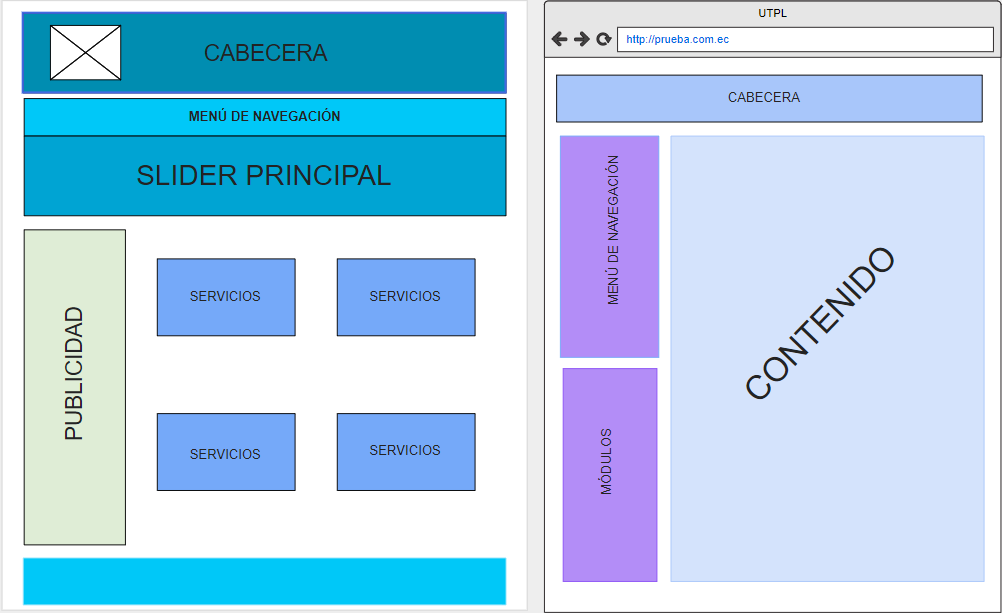 CABECERA
MENÚ DE NAVEGACIÓN
SLIDER PRINCIPAL
PUBLICIDAD
SERVICIOS
SERVICIOS
SERVICIOS
SERVICIOS
UTPL
http://prueba.com.ec
CABECERA
MENÚ DE NAVEGACIÓN
MÓDULOS
CONTENIDO